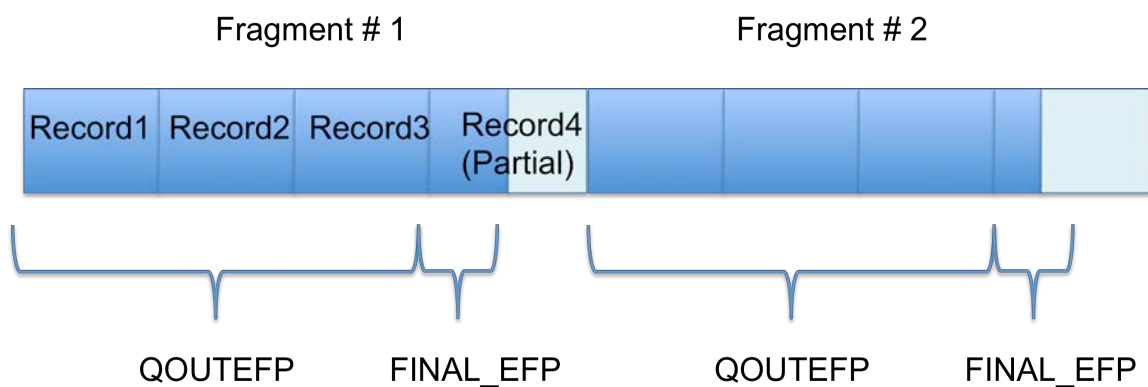 Fragment # 1
Fragment # 2
Record1
Record2
Record3
Record4
(Partial)
QOUTEFP
FINAL_EFP
QOUTEFP
FINAL_EFP